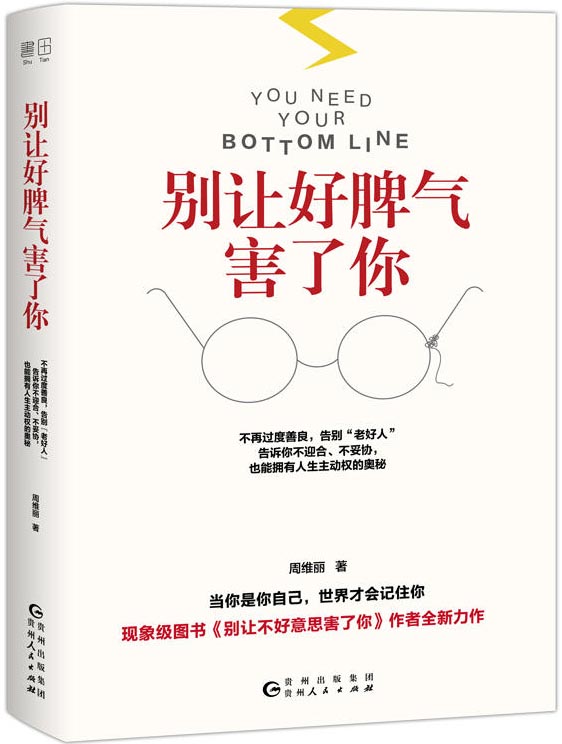 書田
Shu Tian
别让好脾气害了你
不再过度善良，告别“老好人”
告诉你不迎合、不妥协，
也能拥有人生主动权的奥秘
周维丽 著
贵州出版集团
贵州人民出版社
YOU NEED
YOUR
BOTTOM LINE
别让好脾气
害了你
不再过度善良，告别“老好人”
告诉你不迎合、不妥协，
也能拥有人生主动权的奥秘
周维丽 著
当你是你自己，世界才会记住你
现象级图书《别让不好意思害了你》作者全新力作
贵州出版集团
贵州人民出版社